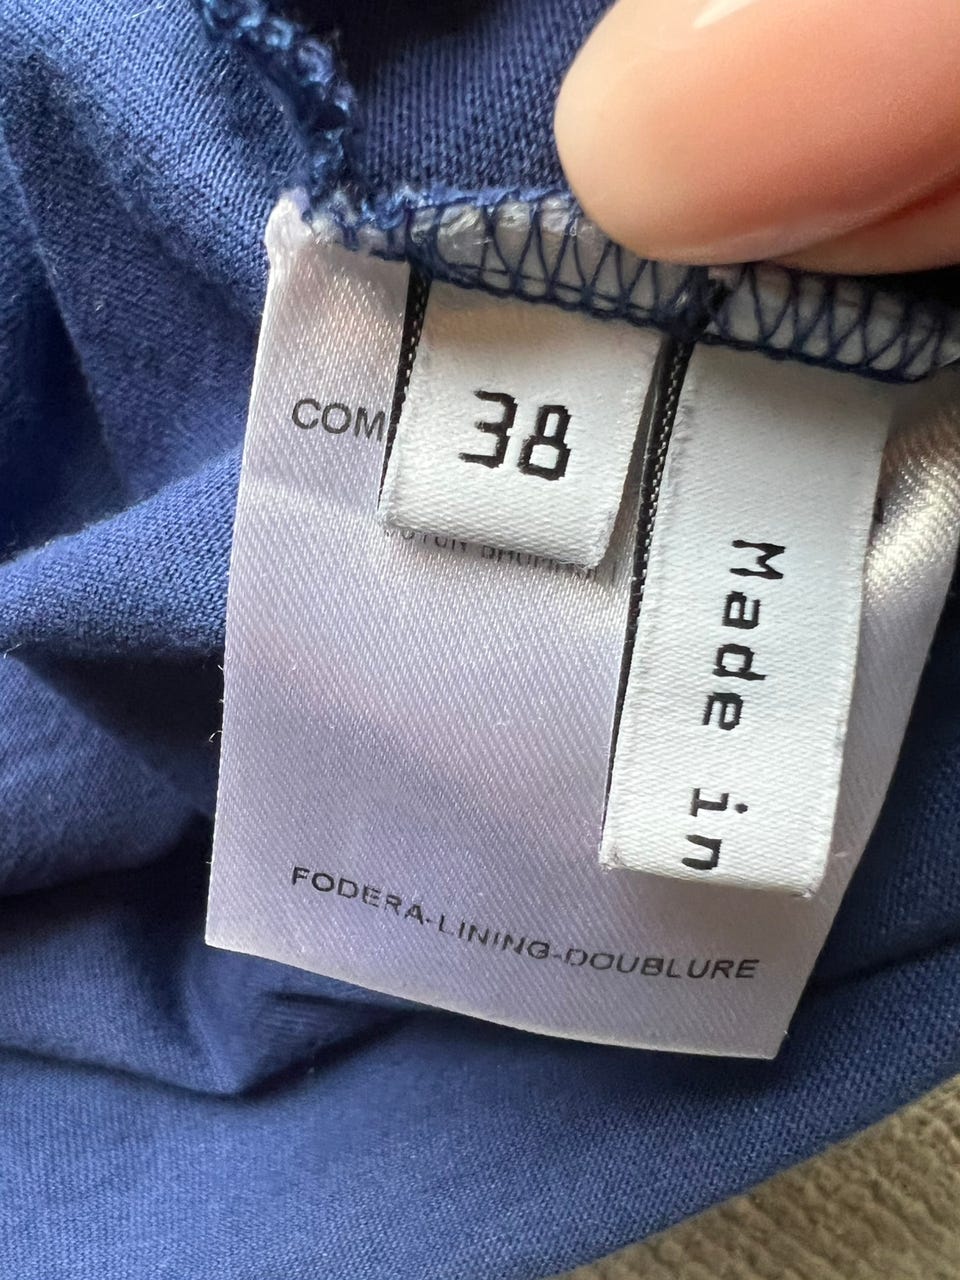 COM
38
Made in
FODERA-LINING-DOUBLURE